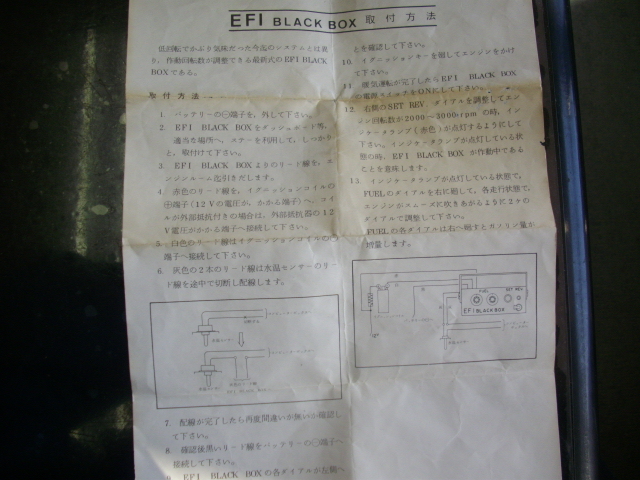 EFI BLACK BOX 取付方法
低回転でかぶり気味だった今迄のシステムとは異
り、作動回転数が調整できる最新式のEFI BLACK
BOXである。
取付方法
1. バッテリーの⊖端子を、外して下さい。
2. EFI BLACK BOXをダッシュボード等、
適当な場所へ、ステーを利用して、しっかり
と、取付けて下さい。
3. EFI BLACK BOXよりのリード線を、エ
ンジンルーム迄引きだします。
4. 赤色のリード線を、イグニションコイルの
⊕端子(12Vの電圧が、かかる端子)へ、コイ
ルが外部抵抗付きの場合は、外部抵抗器の12
V電圧がかかる端子へ接続して下さい。
5. 白色のリード線はイグニイションコイルの⊖
端子へ接続して下さい。
6. 灰色の2本のリード線は水温センサーのリー
ド線を途中で切断し配線します。
7. 配線が完了したら再度間違いが無いか確認し
て下さい。
8. 確認後黒いリード線をバッテリーの⊖端子へ
接続して下さい。
9. EFI BLACK BOXの各ダイアルが左側へ
とを確認して下さい。
10. イグニッションキーを廻してエンジンをかけ
て下さい。
11. 暖気運転が完了したらEFI BLACK BOX
の電源スイッチをONにして下さい。
12. 右側のSET REV ダイアルを調整してエン
ジン回転数が2000~3000rpmの時、イン
ジケータランプ(赤色)が点灯するようにして
下さい。インジケータランプが点灯している状
態の時、EFI BLACK BOXが作動中である
ことを意味します。
13. インジケータランプが点灯している状態で、
FUELのダイアルを右に廻して、各走行状態で、
エンジンがスムーズに吹きあがるように2ヶの
ダイアルで調整して下さい。
FUELの各ダイアルは右へ廻すとガソリン量が
増量します。
FUEL SET REV
EFI BLACK BOX